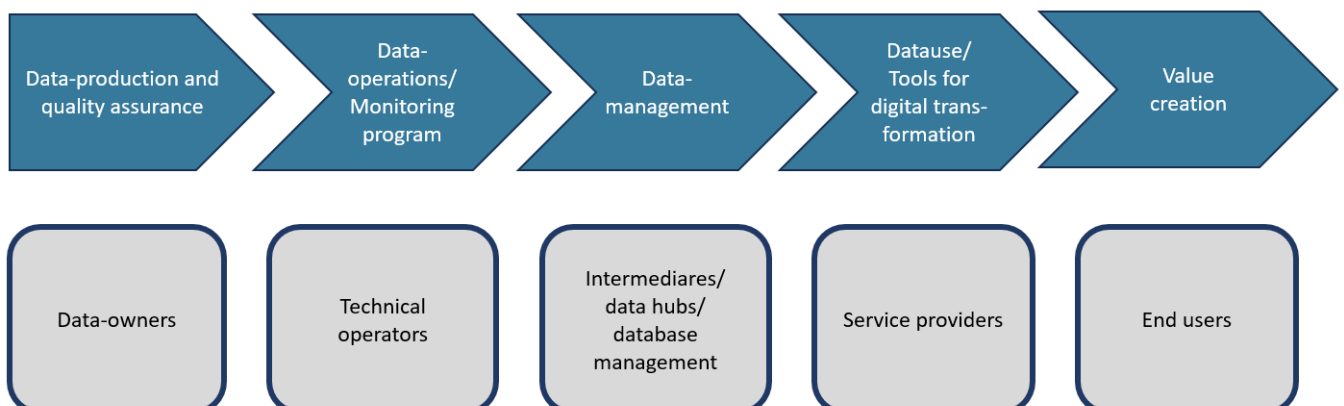 Data-production and
quality assurance
Data-
operations/
Monitoring
program
Data-
management
Datause/
Tools for
digital trans-
formation
Value
creation
Data-owners
Technical
operators
Intermediares/
data hubs/
database
management
Service providers
End users